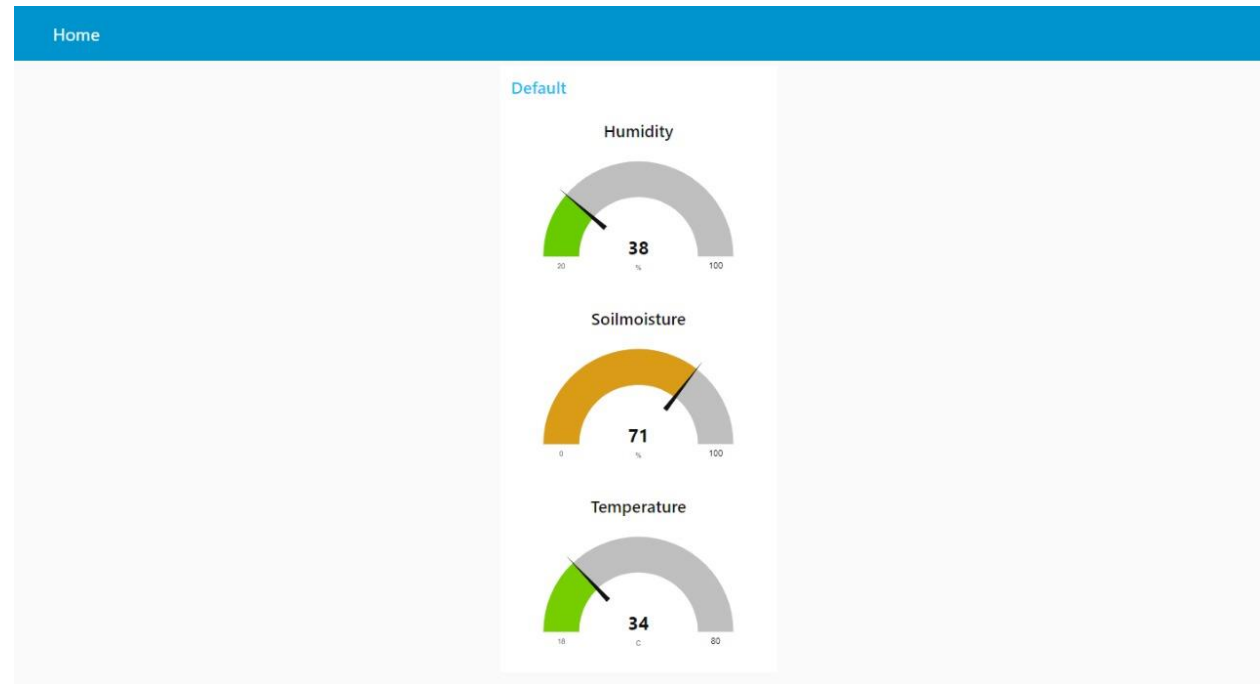 Home
Default
Humidity
38
20 % 100
Soilmoisture
71
0 % 100
Temperature
34
18 C 80